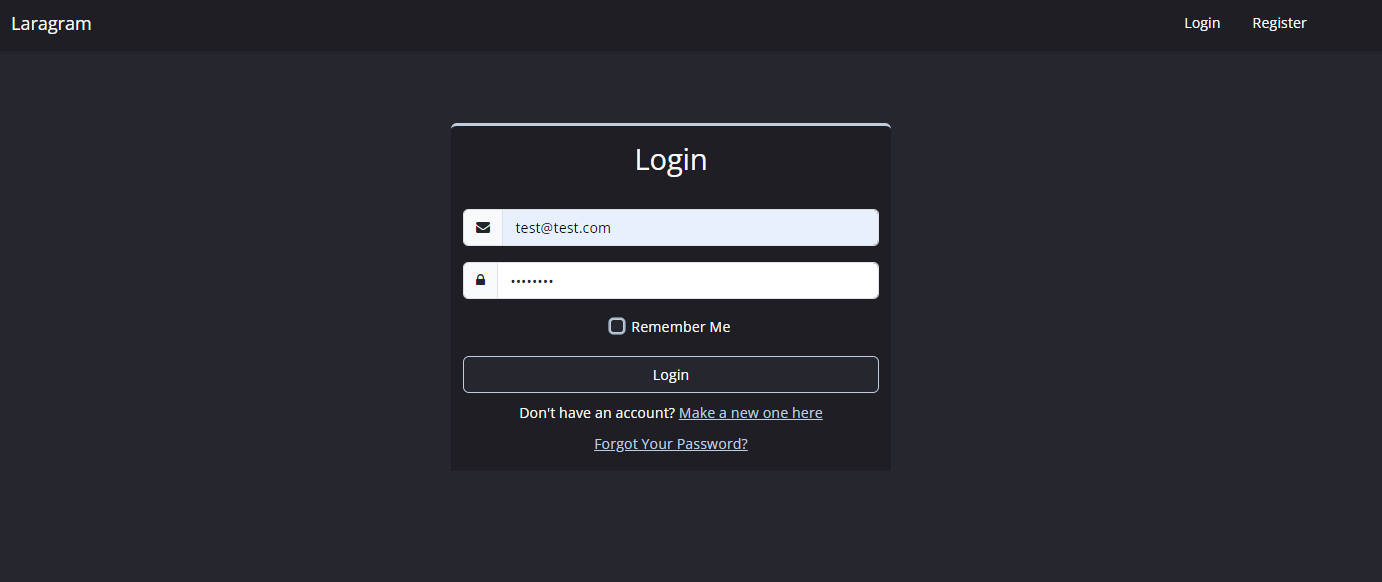 Laragram
Login Register
Login
test@test.com
••••••••
Remember Me
Login
Don't have an account? Make a new one here
Forgot Your Password?